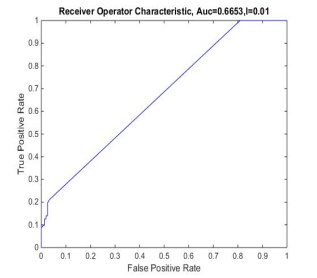 Receiver Operator Characteristic, Auc=0.6653,l=0.01
1
0.9
0.8
0.7
0.6
0.5
0.4
0.3
0.2
0.1
0
True Positive Rate
0 0.1 0.2 0.3 0.4 0.5 0.6 0.7 0.8 0.9 1
False Positive Rate